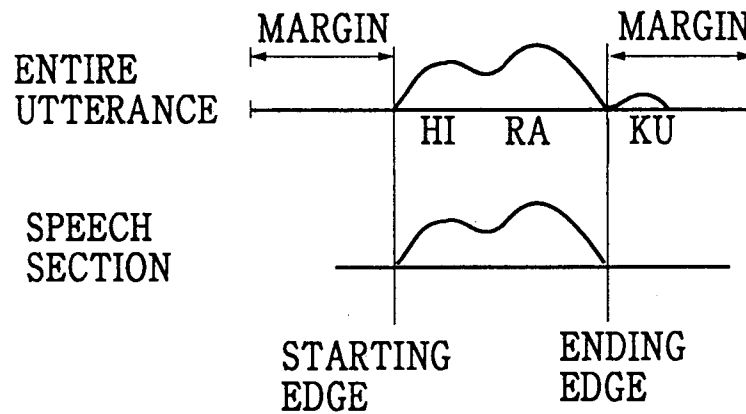 MARGIN MARGIN
ENTIRE
UTTERANCE
HI RA KU
SPEECH
SECTION
STARTING
EDGE
ENDING
EDGE